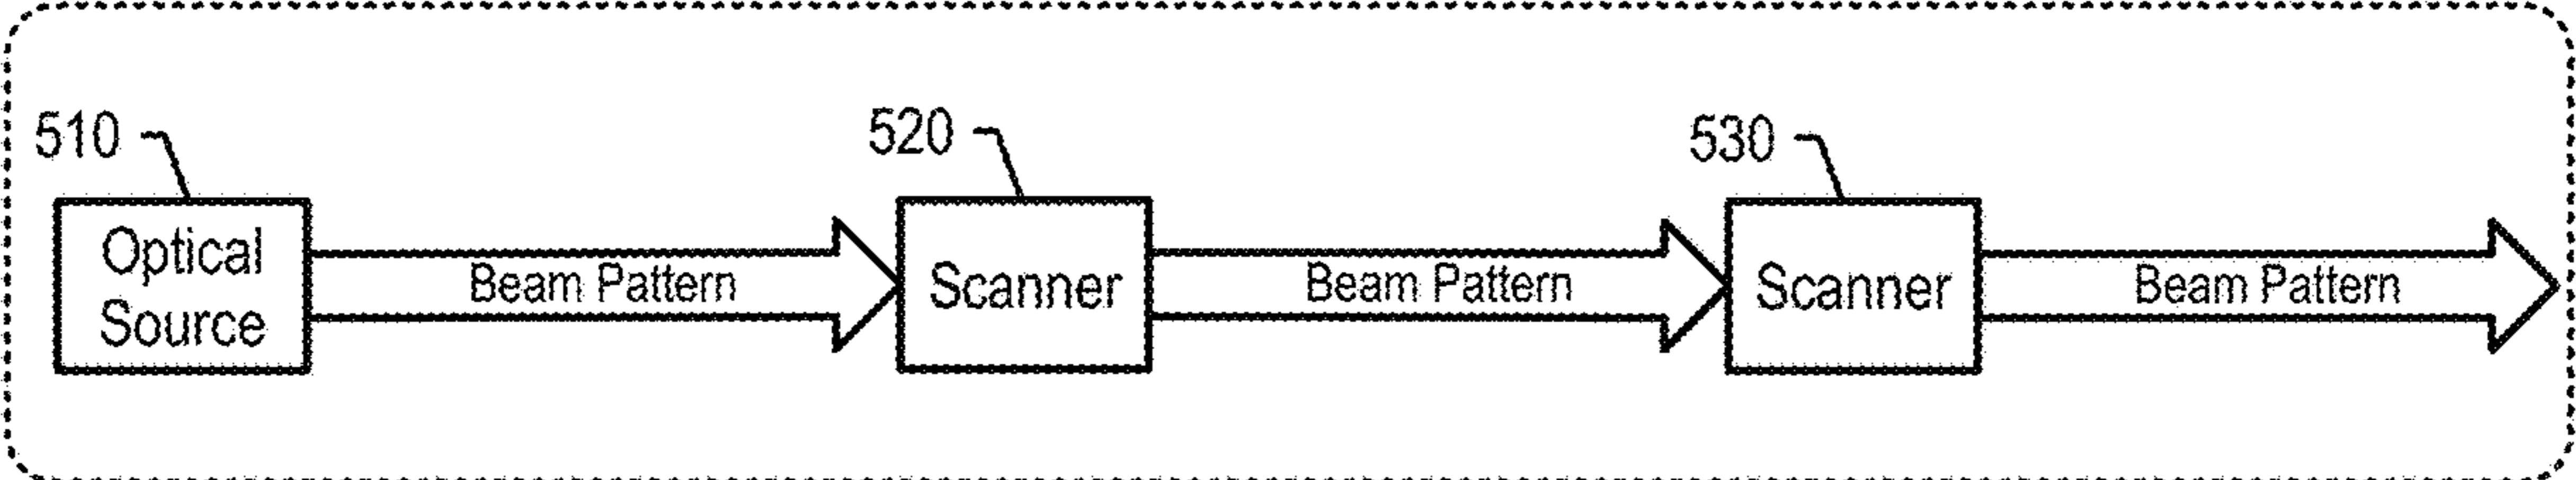 510
520
530
Optical
Source
Beam Pattern
Scanner
Beam Pattern
Scanner
Beam Pattern